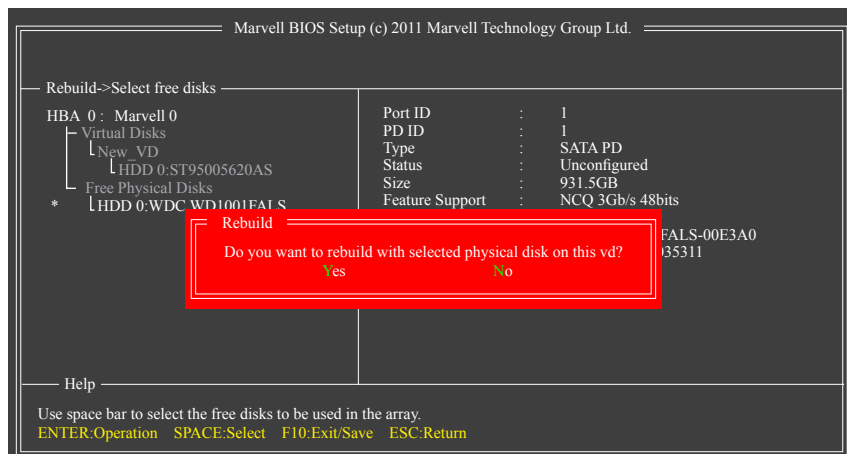 Marvell BIOS Setup (c) 2011 Marvell Technology Group Ltd.
Rebuild->Select free disks
HBA 0 : Marvell 0
Virtual Disks
New_VD
HDD 0:ST95005620AS
Free Physical Disks
* HDD 0:WDC WD1001FALS
Port ID : 1
PD ID : 1
Type : SATA PD
Status : Unconfigured
Size : 931.5GB
Feature Support : NCQ 3Gb/s 48bits
FALS-00E3A0
35311
Rebuild
Do you want to rebuild with selected physical disk on this vd?
Yes No
Help
Use space bar to select the free disks to be used in the array.
ENTER:Operation SPACE:Select F10:Exit/Save ESC:Return